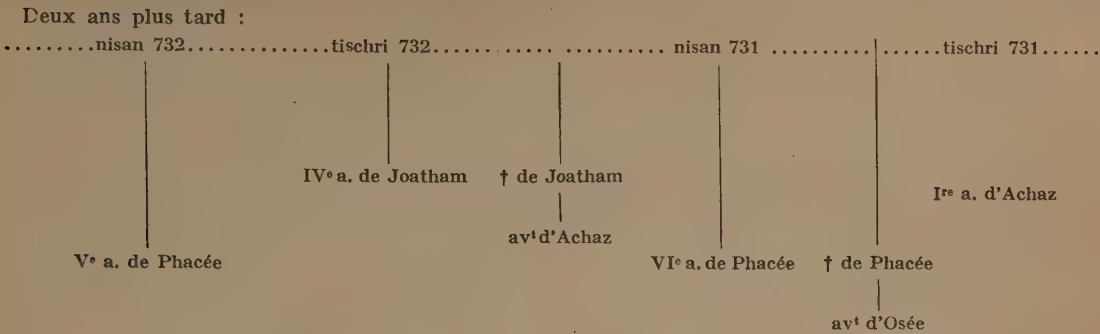 Deux ans plus tard :
.........nisan 732..............tischri 732............ .......... nisan 731 .......... ......tischri 731......
IVᵉ a. de Joatham † de Joatham
Iʳᵉ a. d'Achaz
avᵗ d'Achaz
Vᵉ a. de Phacée VIᵉ a. de Phacée † de Phacée
avᵗ d'Osée